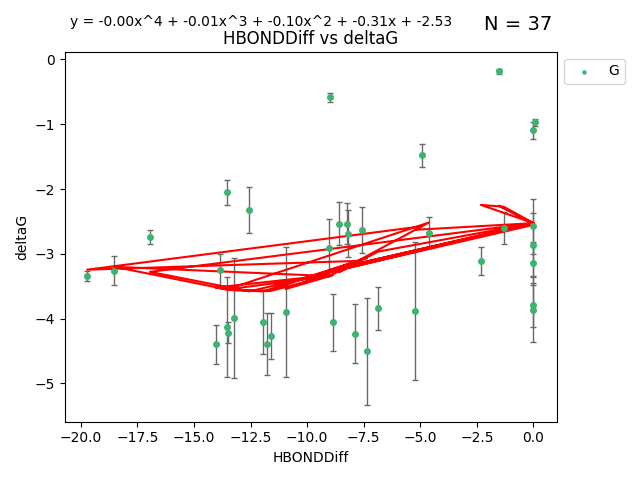 y = -0.00x^4 + -0.01x^3 + -0.10x^2 + -0.31x + -2.53
N = 37
HBONDDiff vs deltaG
G
0
−1
−2
−3
−4
−5
deltaG
−20.0 −17.5 −15.0 −12.5 −10.0 −7.5 −5.0 −2.5 0.0
HBONDDiff